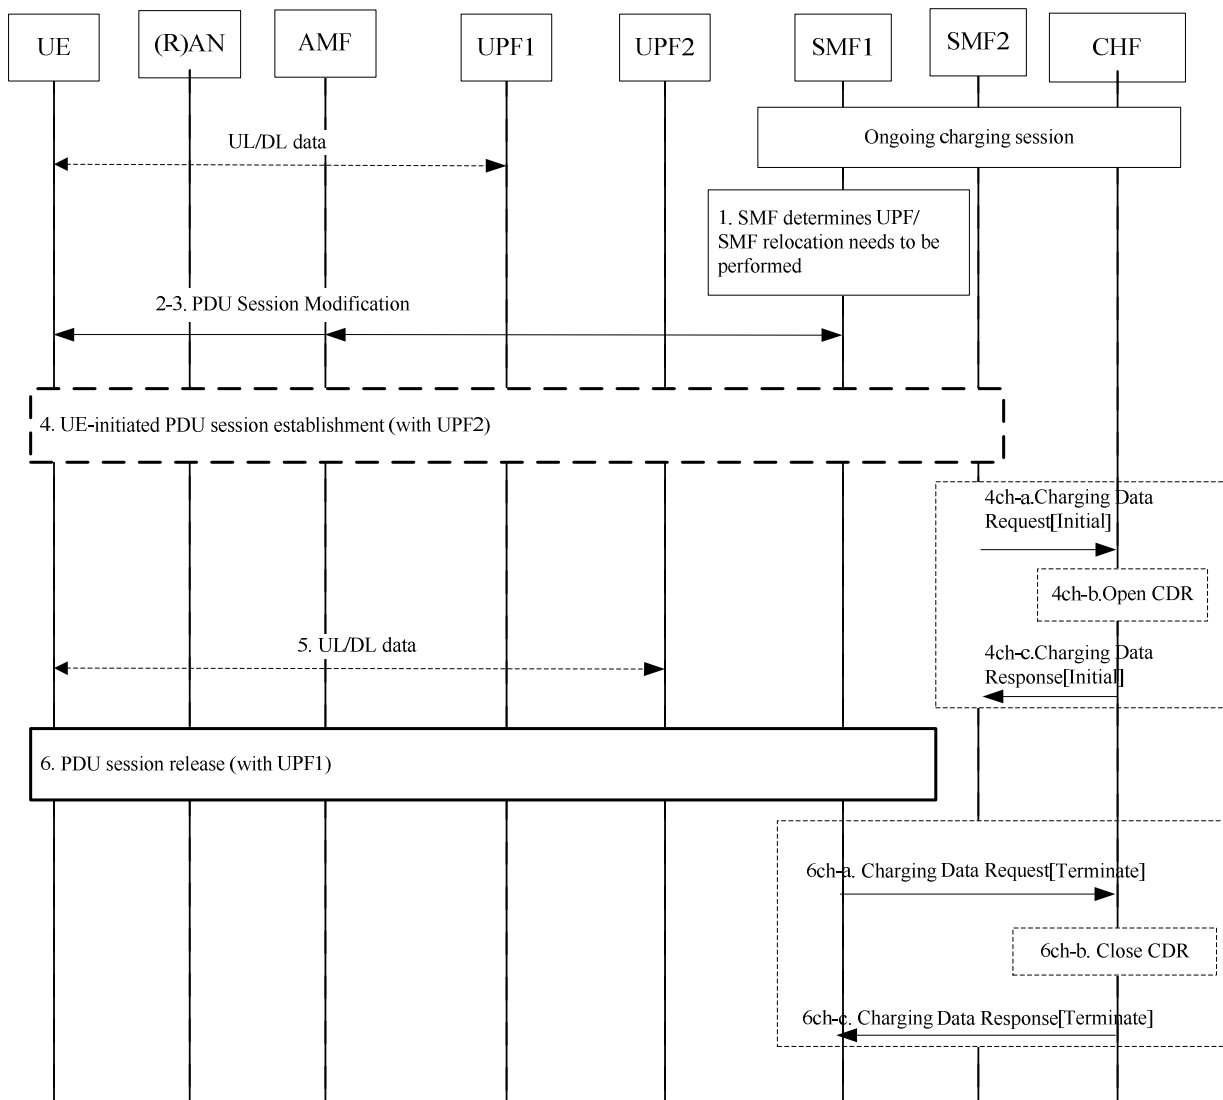 UE
(R)AN
AMF
UPF1
UPF2
SMF1
SMF2
CHF
UL/DL data
Ongoing charging session
1. SMF determines UPF/
SMF relocation needs to be
performed
2-3. PDU Session Modification
4. UE-initiated PDU session establishment (with UPF2)
4ch-a.Charging Data
Request[Initial]
4ch-b.Open CDR
5. UL/DL data
4ch-c.Charging Data
Response[Initial]
6. PDU session release (with UPF1)
6ch-a. Charging Data Request[Terminate]
6ch-b. Close CDR
6ch-c. Charging Data Response[Terminate]